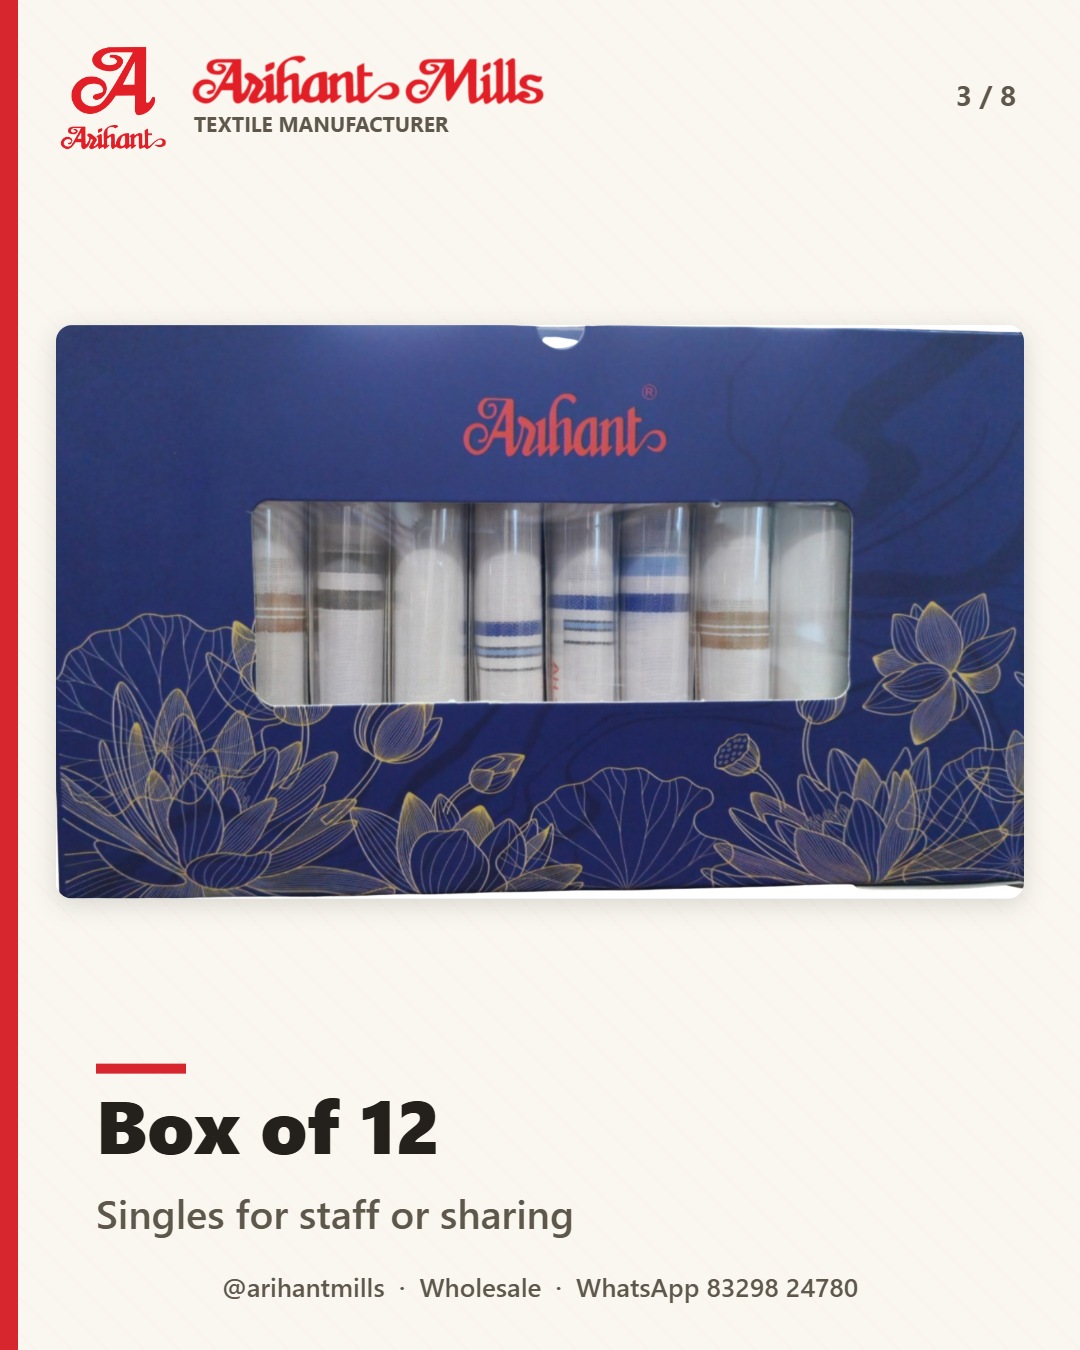 Arihant Mills
TEXTILE MANUFACTURER
Arihant
3 / 8
Arihant®
Box of 12
Singles for staff or sharing
@arihantmills · Wholesale · WhatsApp 83298 24780